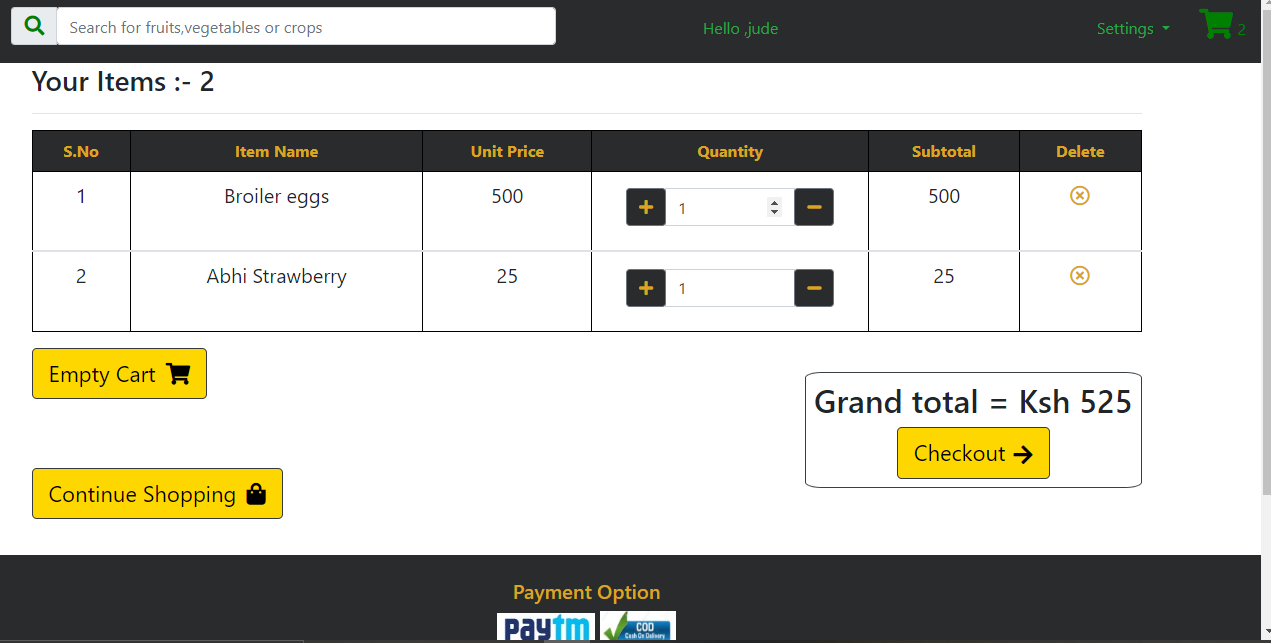 Search for fruits,vegetables or crops
Hello ,jude
Settings
2
Your Items :- 2
S.No Item Name Unit Price Quantity Subtotal Delete
1 Broiler eggs 500 1 500
2 Abhi Strawberry 25 1 25
Empty Cart
Grand total = Ksh 525
Checkout
Continue Shopping
Payment Option
paytm
COD
Cash On Delivery